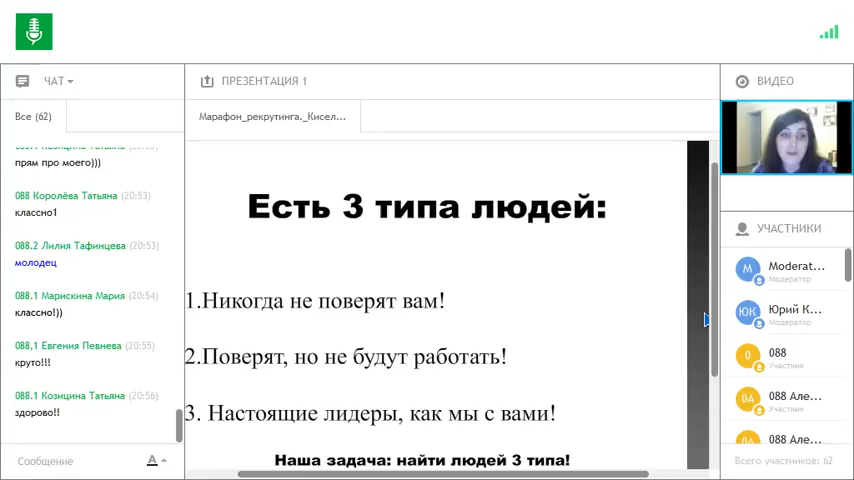 ЧАТ
Все (62)
прям про моего)))
088 Королёва Татьяна (20:53)
классно1
088.2 Лилия Тафинцева (20:53)
молодец
088.1 Марискина Мария (20:54)
классно!))
088,1 Евгения Певнева (20:55)
круто!!!
088.1 Козицина Татьяна (20:56)
здорово!!
Сообщение
A
ПРЕЗЕНТАЦИЯ 1
Марафон_рекрутинга._Кисел...
Есть 3 типа людей:
1.Никогда не поверят вам!
2.Поверят, но не будут работать!
3. Настоящие лидеры, как мы с вами!
Наша задача: найти людей 3 типа!
ВИДЕО
УЧАСТНИКИ
М
Moderat...
Модератор
ЮК
Юрий К...
Модератор
0
088
Участник
0А
088 Але...
Участник
0А
088 Але...
Всего участников: 62